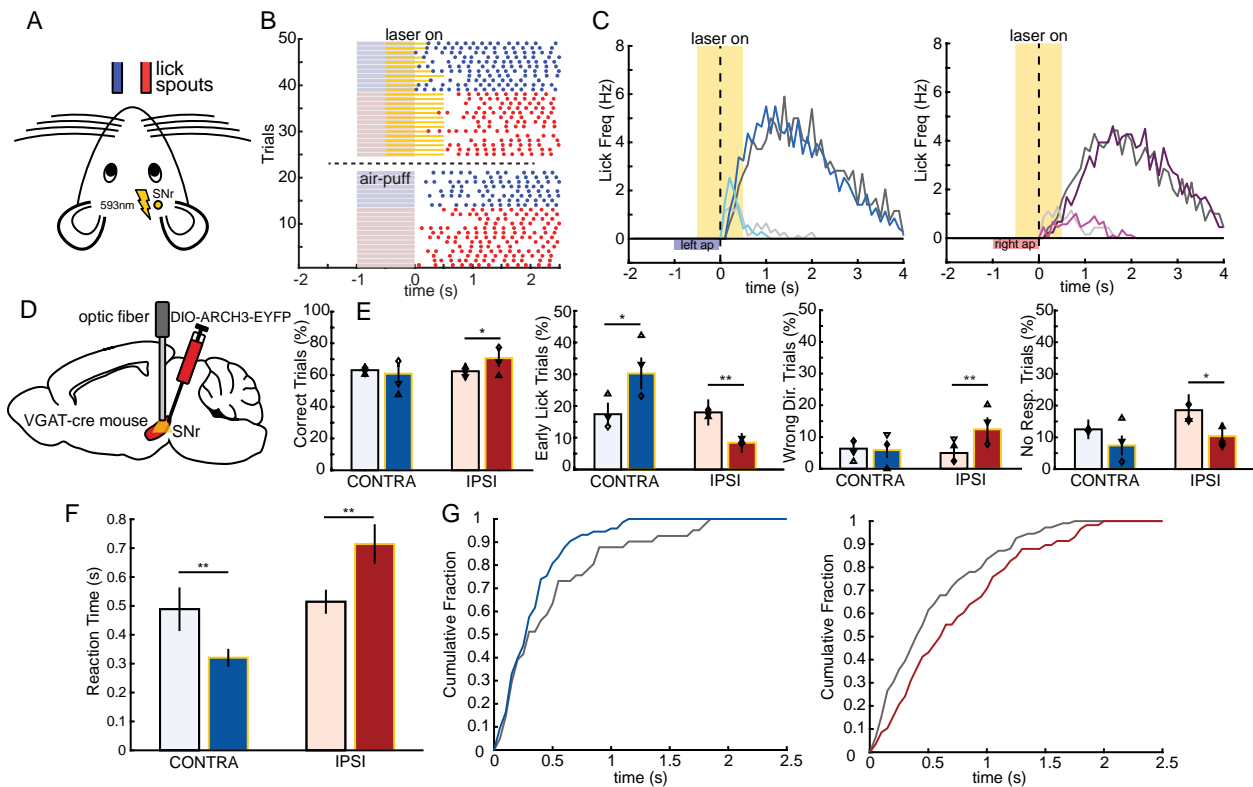 A
lick
spouts
593nm
SNr
B
laser on
50
40
30
20
10
Trials
air-puff
-2
-1
0
1
2
time (s)
C
laser on
8
6
4
2
0
Lick Freq (Hz)
left ap
-2
-1
0
1
2
3
4
time (s)
laser on
8
6
4
2
0
Lick Freq (Hz)
right ap
-2
-1
0
1
2
3
4
time (s)
D
optic fiber
DIO-ARCH3-EYFP
VGAT-cre mouse
SNr
E
100
80
60
40
20
0
Correct Trials (%)
*
CONTRA
IPSI
50
40
30
20
10
0
Early Lick Trials (%)
*
**
CONTRA
IPSI
50
40
30
20
10
0
Wrong Dir. Trials (%)
**
CONTRA
IPSI
50
40
30
20
10
0
No Resp. Trials (%)
*
CONTRA
IPSI
F
0.8
0.7
0.6
0.5
0.4
0.3
0.2
0.1
0
Reaction Time (s)
**
**
CONTRA
IPSI
G
1
0.9
0.8
0.7
0.6
0.5
0.4
0.3
0.2
0.1
0
Cumulative Fraction
0
0.5
1
1.5
2
2.5
time (s)
1
0.9
0.8
0.7
0.6
0.5
0.4
0.3
0.2
0.1
0
Cumulative Fraction
0
0.5
1
1.5
2
2.5
time (s)